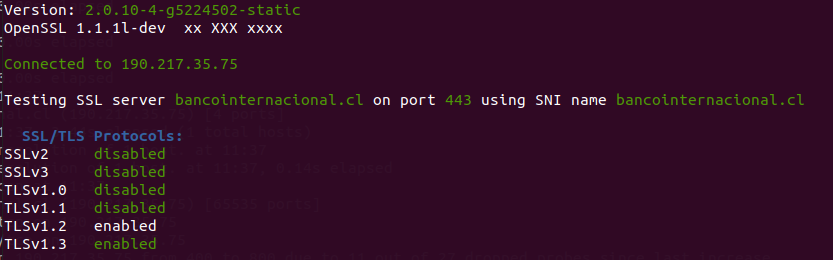 Version: 2.0.10-4-g5224502-static
OpenSSL 1.1.1l-dev  xx XXX xxxx
Connected to 190.217.35.75
Testing SSL server bancointernacional.cl on port 443 using SNI name bancointernacional.cl
SSL/TLS Protocols:
SSLv2     disabled
SSLv3     disabled
TLSv1.0   disabled
TLSv1.1   disabled
TLSv1.2   enabled
TLSv1.3   enabled